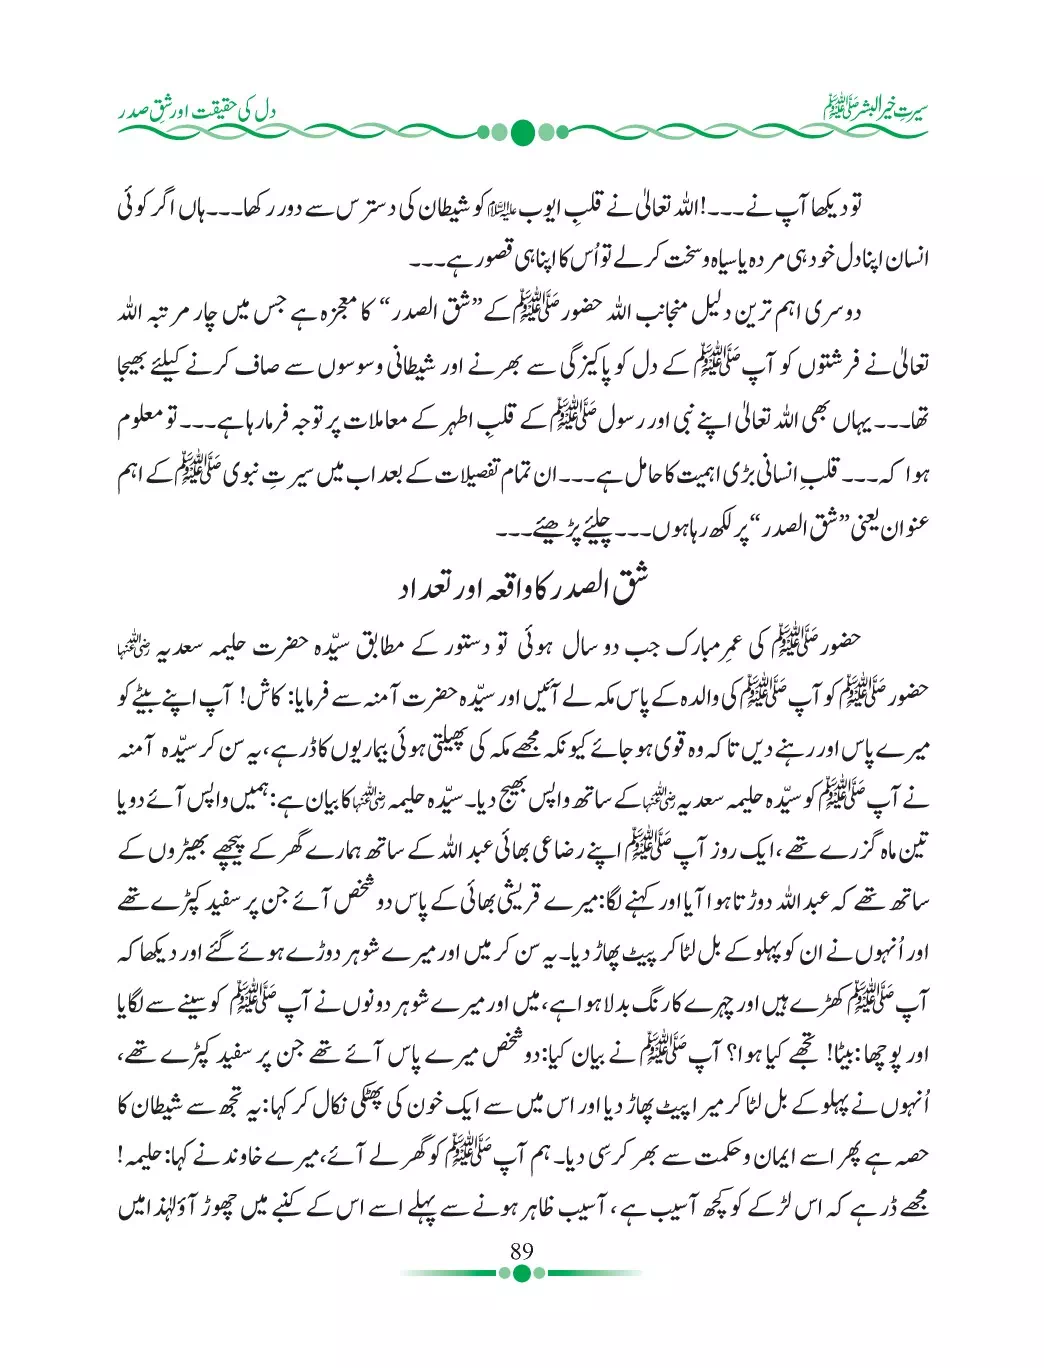 سیرتِ خیر البشر ﷺ
دل کی حقیقت اور شقِ صدر
تو دیکھا آپ نے۔۔۔! اللہ تعالیٰ نے قلبِ ایوب علیہ السلام کو شیطان کی دسترس سے دور رکھا۔۔۔ ہاں اگر کوئی
انسان اپنا دل خود ہی مردہ یا سیاہ و سخت کرلے تو اُس کا اپنا ہی قصور ہے۔۔۔
دوسری اہم ترین دلیل منجانب اللہ حضور ﷺ کے ”شق الصدر“ کا معجزہ ہے جس میں چار مرتبہ اللہ
تعالیٰ نے فرشتوں کو آپ ﷺ کے دل کو پاکیزگی سے بھرنے اور شیطانی وسوسوں سے صاف کرنے کیلئے بھیجا
تھا۔۔۔ یہاں بھی اللہ تعالیٰ اپنے نبی اور رسول ﷺ کے قلبِ اطہر کے معاملات پر توجہ فرما رہا ہے۔۔۔ تو معلوم
ہوا کہ۔۔۔ قلبِ انسانی بڑی اہمیت کا حامل ہے۔۔۔ ان تمام تفصیلات کے بعد اب میں سیرتِ نبوی ﷺ کے اہم
عنوان یعنی ”شق الصدر“ پر لکھ رہا ہوں۔۔۔ چلیئے پڑھیئے۔۔۔
شق الصدر کا واقعہ اور تعداد
حضور ﷺ کی عمرِ مبارک جب دو سال ہوئی تو دستور کے مطابق سیّدہ حضرت حلیمہ سعدیہ رضی اللہ عنہا
حضور ﷺ کو آپ ﷺ کی والدہ کے پاس مکہ لے آئیں اور سیّدہ حضرت آمنہ سے فرمایا: کاش! آپ اپنے بیٹے کو
میرے پاس اور رہنے دیں تاکہ وہ قوی ہو جائے کیونکہ مجھے مکہ کی پھیلتی ہوئی بیماریوں کا ڈر ہے، یہ سن کر سیّدہ آمنہ
نے آپ ﷺ کو سیّدہ حلیمہ سعدیہ رضی اللہ عنہا کے ساتھ واپس بھیج دیا۔ سیّدہ حلیمہ رضی اللہ عنہا کا بیان ہے: ہمیں واپس آئے دو یا
تین ماہ گزرے تھے، ایک روز آپ ﷺ اپنے رضاعی بھائی عبد اللہ کے ساتھ ہمارے گھر کے پیچھے بھیڑوں کے
ساتھ تھے کہ عبد اللہ دوڑتا ہوا آیا اور کہنے لگا: میرے قریشی بھائی کے پاس دو شخص آئے جن پر سفید کپڑے تھے
اور اُنہوں نے ان کو پہلو کے بل لٹا کر پیٹ پھاڑ دیا۔ یہ سن کر میں اور میرے شوہر دوڑے ہوئے گئے اور دیکھا کہ
آپ ﷺ کھڑے ہیں اور چہرے کا رنگ بدلا ہوا ہے، میں اور میرے شوہر دونوں نے آپ ﷺ کو سینے سے لگایا
اور پوچھا: بیٹا! تجھے کیا ہوا؟ آپ ﷺ نے بیان کیا: دو شخص میرے پاس آئے تھے جن پر سفید کپڑے تھے،
اُنہوں نے پہلو کے بل لٹا کر میرا پیٹ پھاڑ دیا اور اس میں سے ایک خون کی پھٹکی نکال کر کہا: یہ تجھ سے شیطان کا
حصہ ہے پھر اسے ایمان و حکمت سے بھر کر سِی دیا۔ ہم آپ ﷺ کو گھر لے آئے، میرے خاوند نے کہا: حلیمہ!
مجھے ڈر ہے کہ اس لڑکے کو کچھ آسیب ہے، آسیب ظاہر ہونے سے پہلے اسے اس کے کنبے میں چھوڑ آؤ لہٰذا میں
89